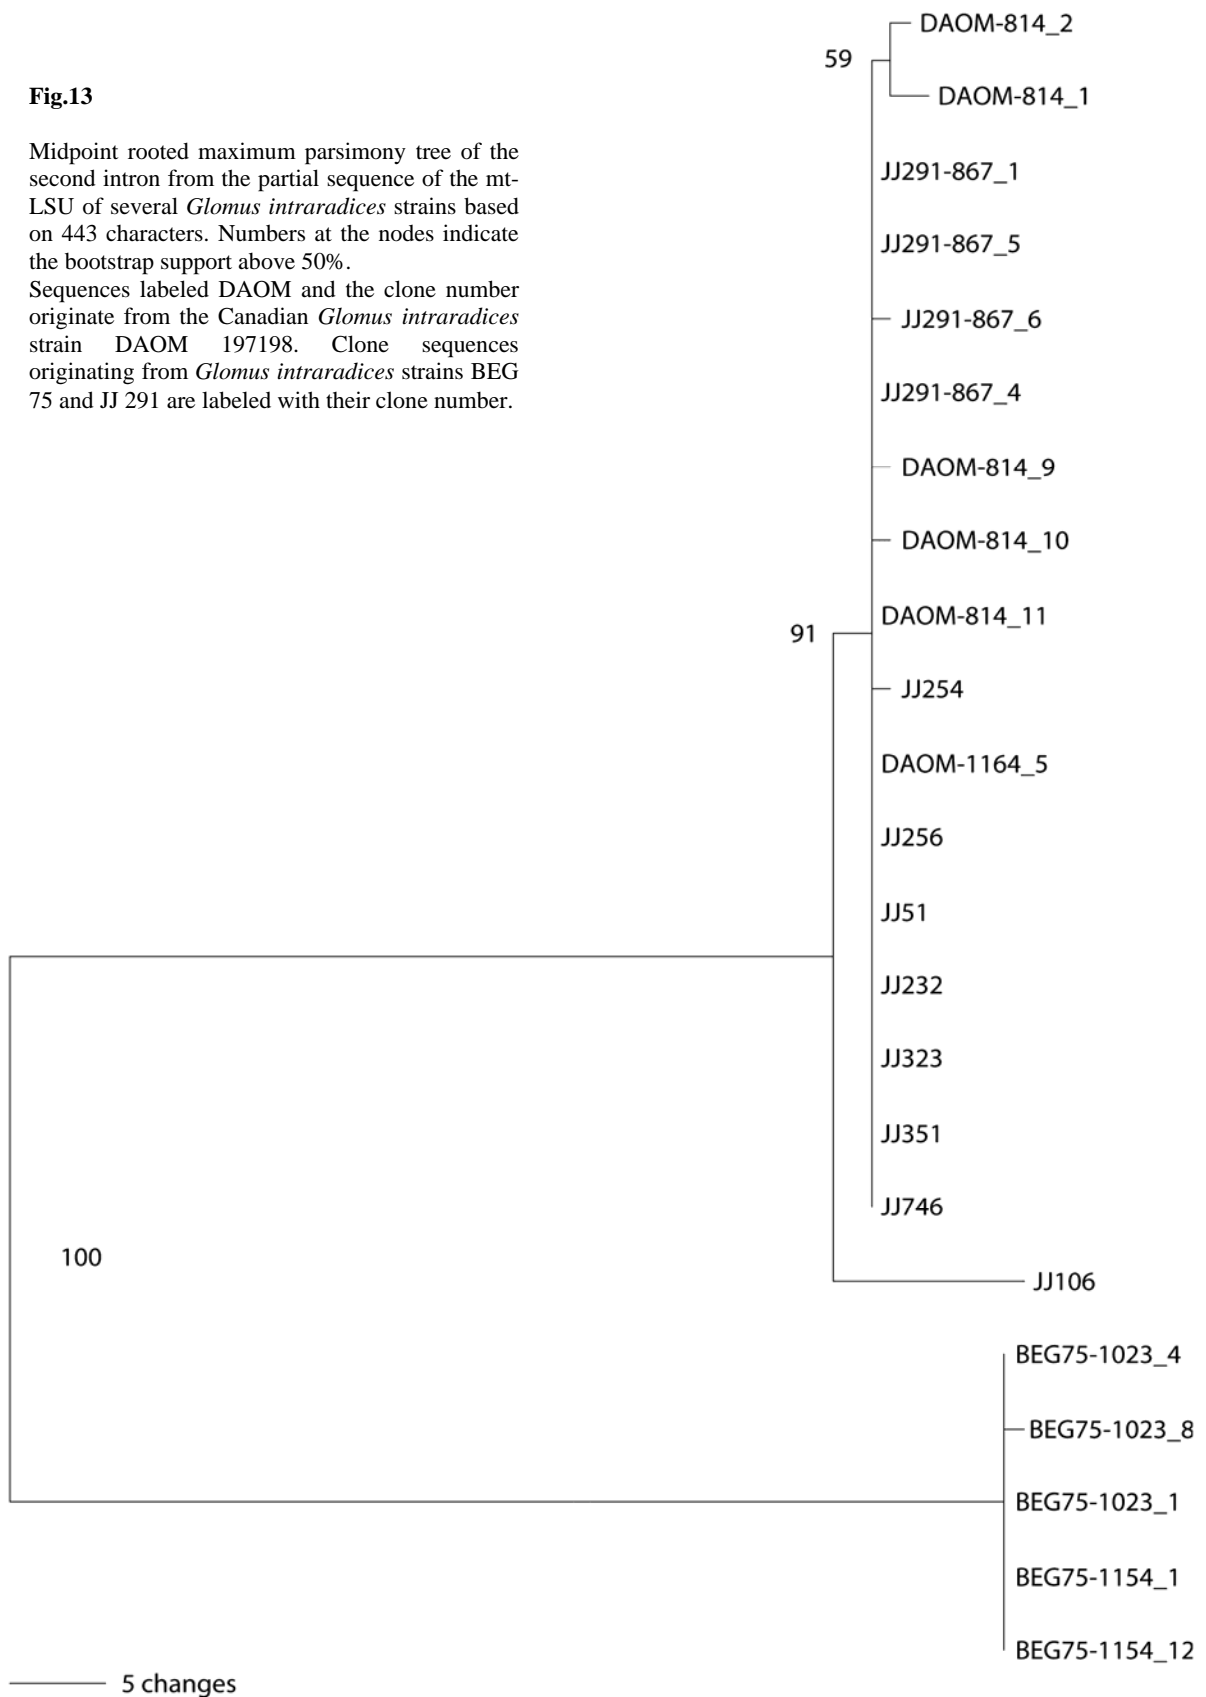 DAOM-814_2
59
DAOM-814_1
Fig.13
Midpoint rooted maximum parsimony tree of the
second intron from the partial sequence of the mt-
LSU of several Glomus intraradices strains based
on 443 characters. Numbers at the nodes indicate
the bootstrap support above 50%.
Sequences labeled DAOM and the clone number
originate from the Canadian Glomus intraradices
strain DAOM 197198. Clone sequences
originating from Glomus intraradices strains BEG
75 and JJ 291 are labeled with their clone number.
JJ291-867_1
JJ291-867_5
JJ291-867_6
JJ291-867_4
DAOM-814_9
DAOM-814_10
DAOM-814_11
91
JJ254
DAOM-1164_5
JJ256
JJ51
JJ232
JJ323
JJ351
JJ746
100
JJ106
BEG75-1023_4
BEG75-1023_8
BEG75-1023_1
BEG75-1154_1
BEG75-1154_12
5 changes